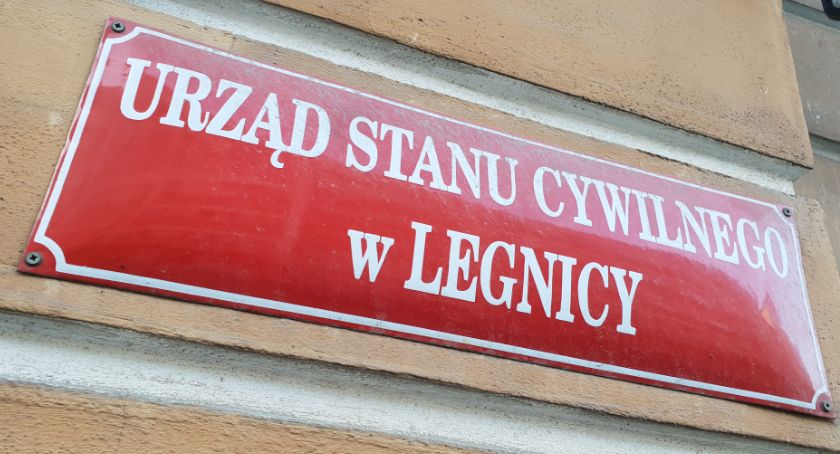 URZĄD STANU CYWILNEGO
w LEGNICY